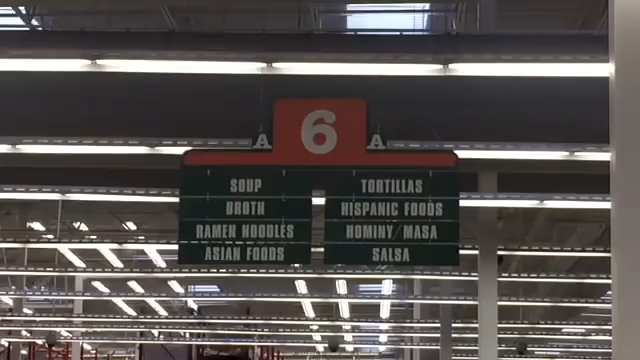 A 6 A
SOUP
BROTH
RAMEN NOODLES
ASIAN FOODS
TORTILLAS
HISPANIC FOODS
HOMINY/MASA
SALSA